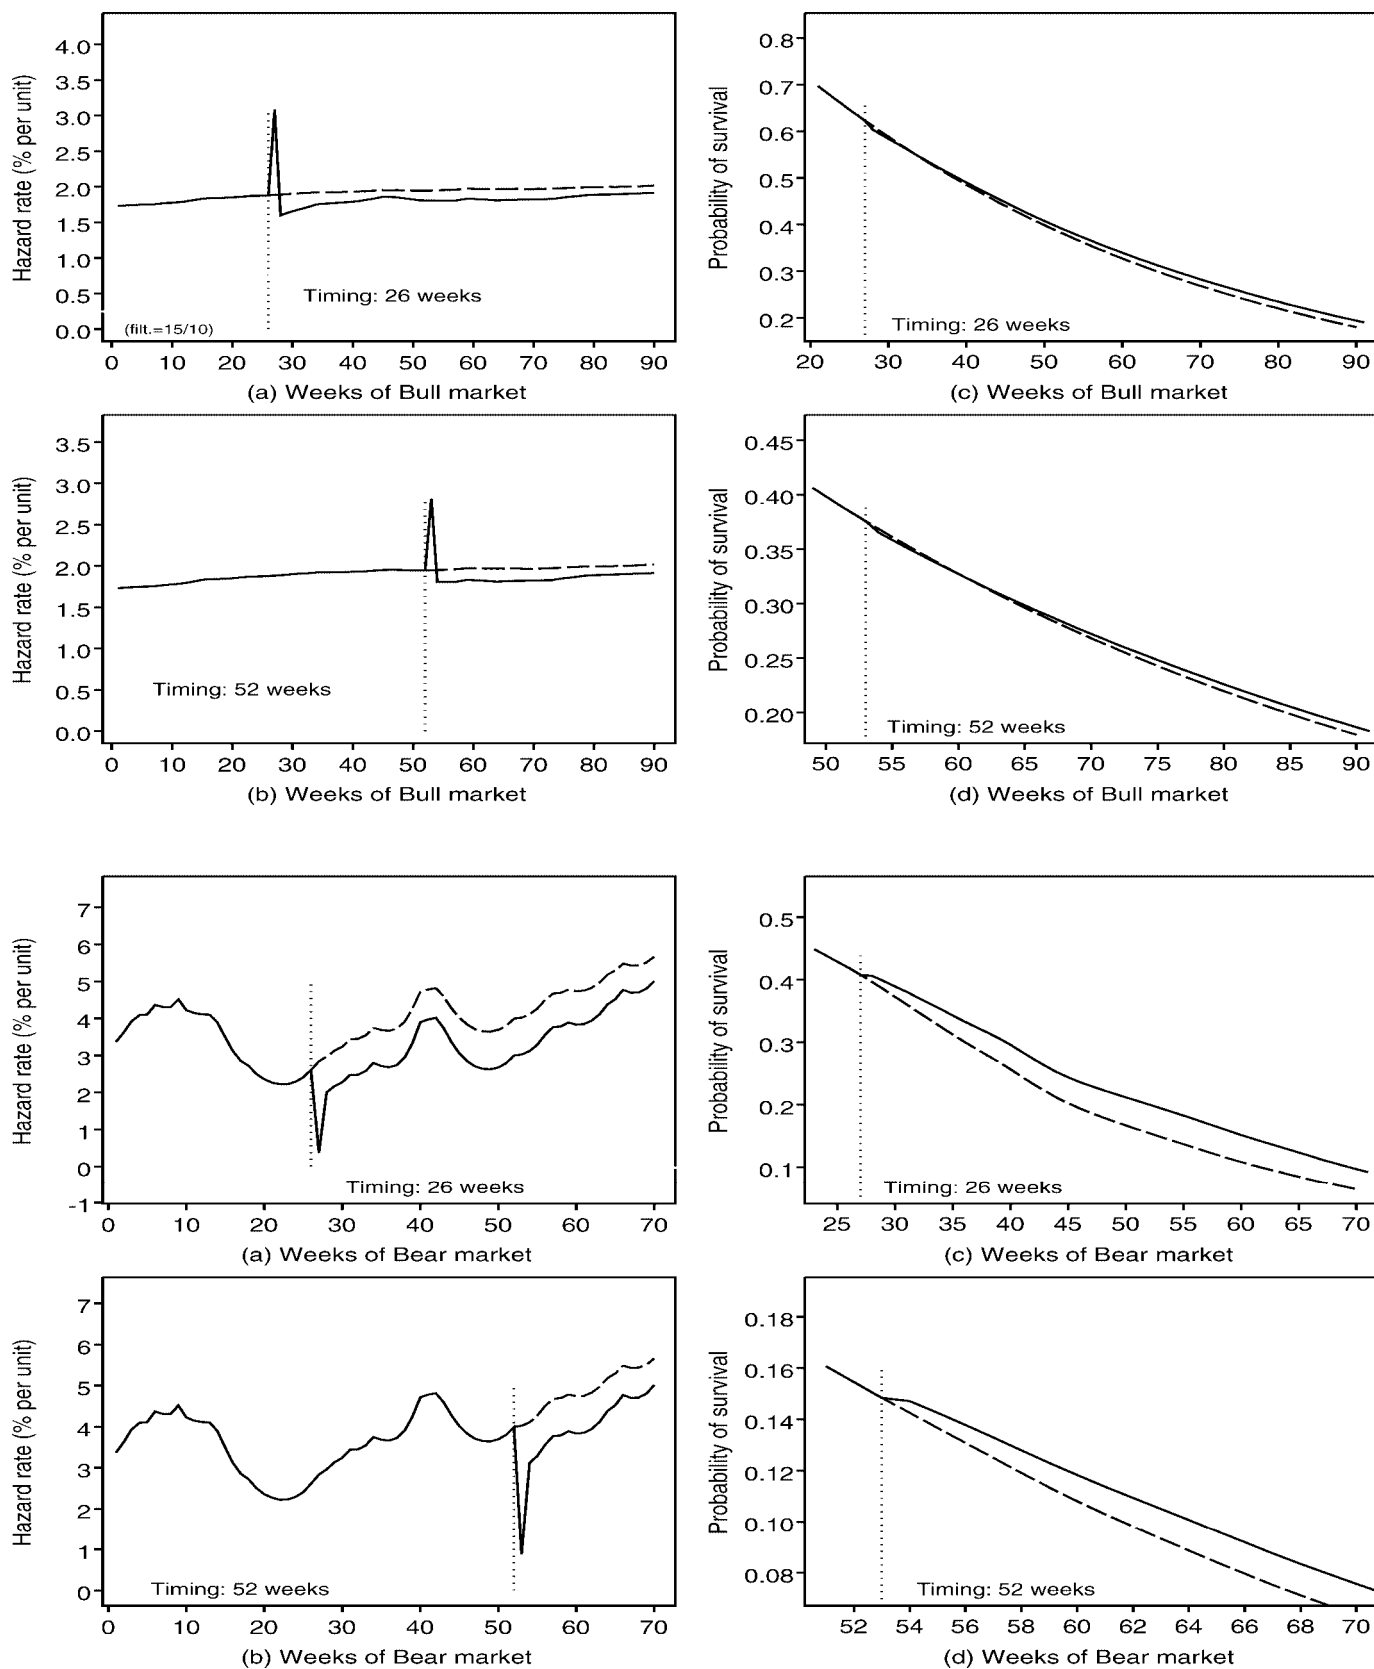 Hazard rate (% per unit)
4.0
3.5
3.0
2.5
2.0
1.5
1.0
0.5
0.0
(filt.=15/10)
Timing: 26 weeks
0 10 20 30 40 50 60 70 80 90
(a) Weeks of Bull market
Probability of survival
0.8
0.7
0.6
0.5
0.4
0.3
0.2
Timing: 26 weeks
20 30 40 50 60 70 80 90
(c) Weeks of Bull market
Hazard rate (% per unit)
3.5
3.0
2.5
2.0
1.5
1.0
0.5
0.0
Timing: 52 weeks
0 10 20 30 40 50 60 70 80 90
(b) Weeks of Bull market
Probability of survival
0.45
0.40
0.35
0.30
0.25
0.20
Timing: 52 weeks
50 55 60 65 70 75 80 85 90
(d) Weeks of Bull market
Hazard rate (% per unit)
7
6
5
4
3
2
1
0
-1
Timing: 26 weeks
0 10 20 30 40 50 60 70
(a) Weeks of Bear market
Probability of survival
0.5
0.4
0.3
0.2
0.1
Timing: 26 weeks
25 30 35 40 45 50 55 60 65 70
(c) Weeks of Bear market
Hazard rate (% per unit)
7
6
5
4
3
2
1
0
Timing: 52 weeks
0 10 20 30 40 50 60 70
(b) Weeks of Bear market
Probability of survival
0.18
0.16
0.14
0.12
0.10
0.08
Timing: 52 weeks
52 54 56 58 60 62 64 66 68 70
(d) Weeks of Bear market